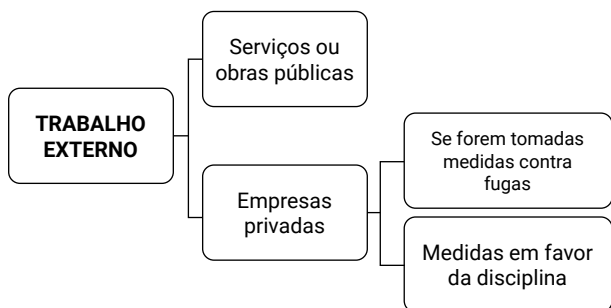 Serviços ou
obras públicas
TRABALHO
EXTERNO
Empresas
privadas
Se forem tomadas
medidas contra
fugas
Medidas em favor
da disciplina